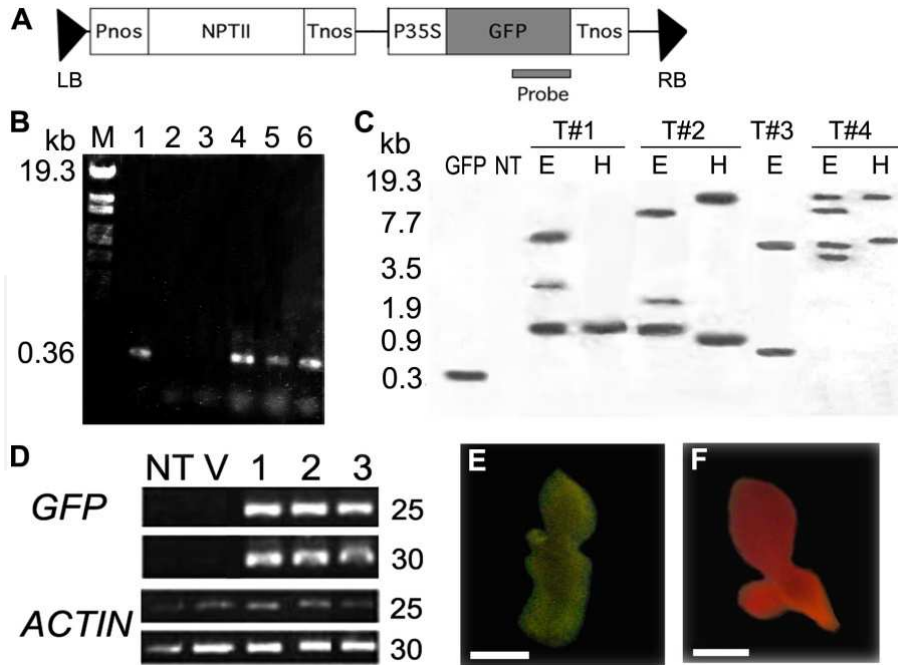 A
Pnos NPTII Tnos P35S GFP Tnos
LB RB
Probe
B
kb M 1 2 3 4 5 6
19.3
0.36
C
kb T#1 T#2 T#3 T#4
GFP NT E H E H E E H
19.3
7.7
3.5
1.9
0.9
0.3
D
NT V 1 2 3
GFP 25
30
ACTIN 25
30
E
F